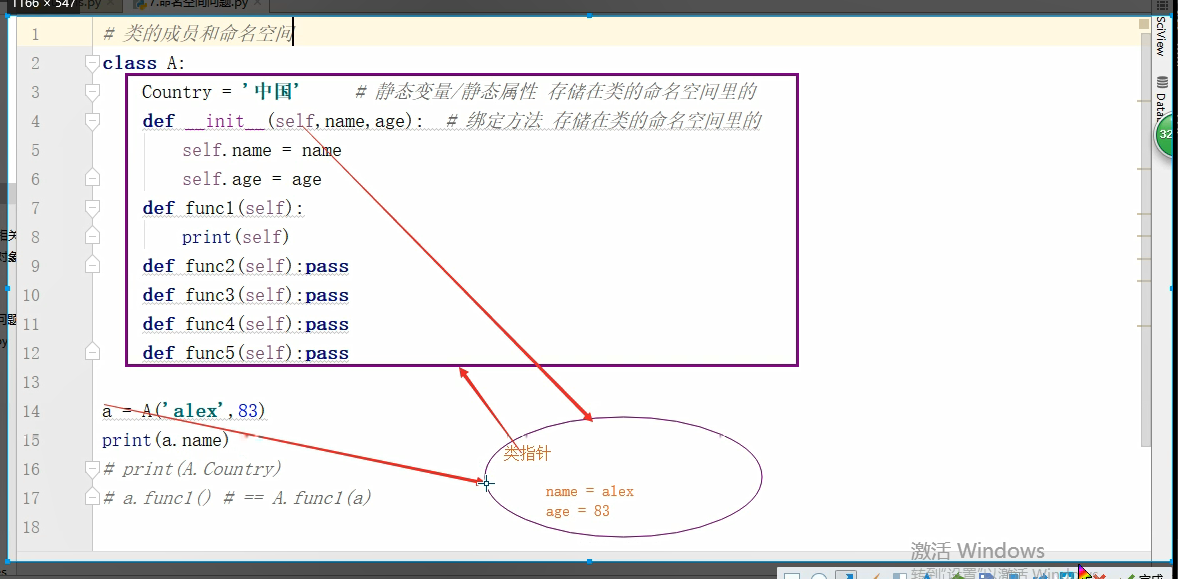 1166 × 547
s.py
7.命名空间问题.py
1 # 类的成员和命名空间
2 class A:
3 Country = '中国' # 静态变量/静态属性 存储在类的命名空间里的
4 def __init__(self,name,age): # 绑定方法 存储在类的命名空间里的
5 self.name = name
6 self.age = age
7 def func1(self):
8 print(self)
9 def func2(self):pass
10 def func3(self):pass
11 def func4(self):pass
12 def func5(self):pass
13
14 a = A('alex',83)
15 print(a.name)
16 # print(A.Country)
17 # a.func1() # == A.func1(a)
18
类指针
name = alex
age = 83
SciView
Data
32
相关
对象
问题
激活 Windows
转到"设置"以激活 Windows
完成